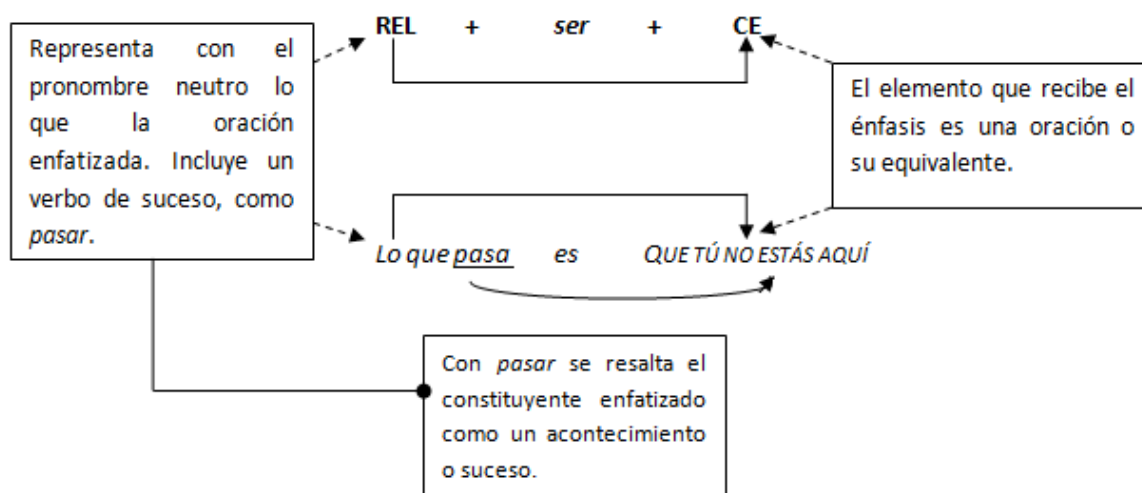 REL + ser + CE
Representa con el
pronombre neutro lo
que la oración
enfatizada. Incluye un
verbo de suceso, como
pasar.
El elemento que recibe el
énfasis es una oración o
su equivalente.
Lo que pasa es QUE TÚ NO ESTÁS AQUÍ
Con pasar se resalta el
constituyente enfatizado
como un acontecimiento
o suceso.